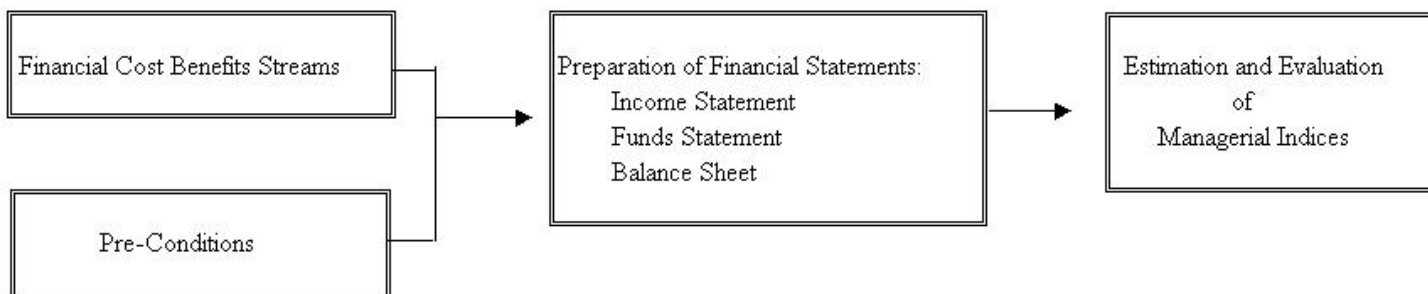 Financial Cost Benefits Streams
Pre-Conditions
Preparation of Financial Statements:
Income Statement
Funds Statement
Balance Sheet
Estimation and Evaluation
of
Managerial Indices